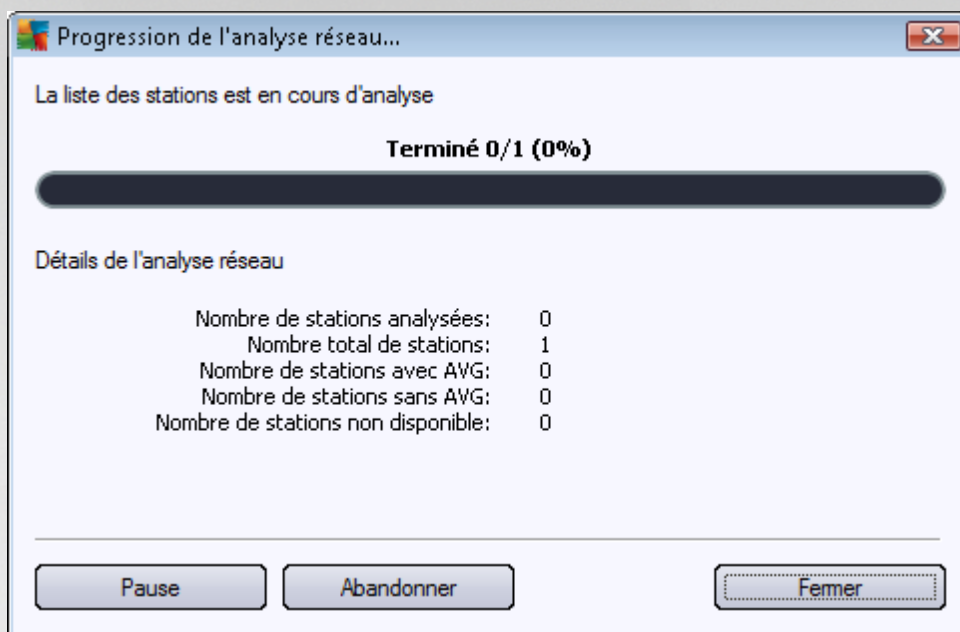 Progression de l'analyse réseau...
La liste des stations est en cours d'analyse
Terminé 0/1 (0%)
Détails de l'analyse réseau
Nombre de stations analysées: 0
Nombre total de stations: 1
Nombre de stations avec AVG: 0
Nombre de stations sans AVG: 0
Nombre de stations non disponible: 0
Pause Abandonner Fermer